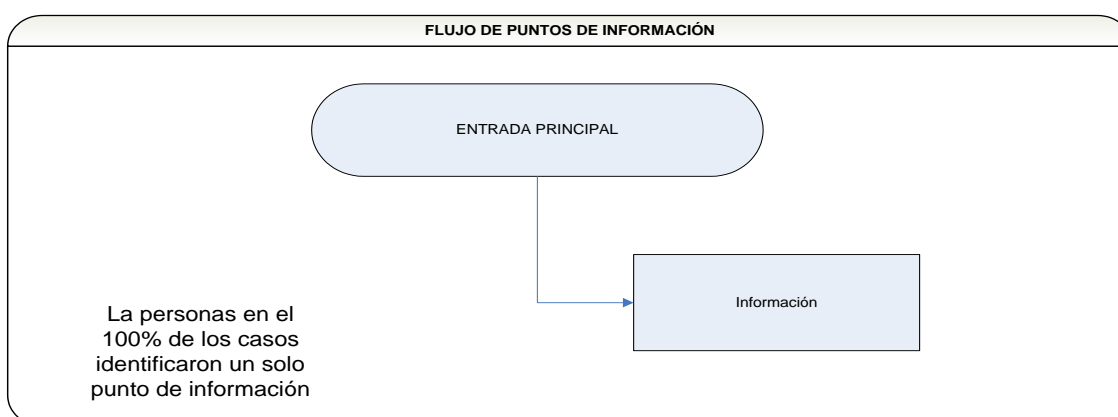 FLUJO DE PUNTOS DE INFORMACIÓN
ENTRADA PRINCIPAL
Información
La personas en el
100% de los casos
identificaron un solo
punto de información